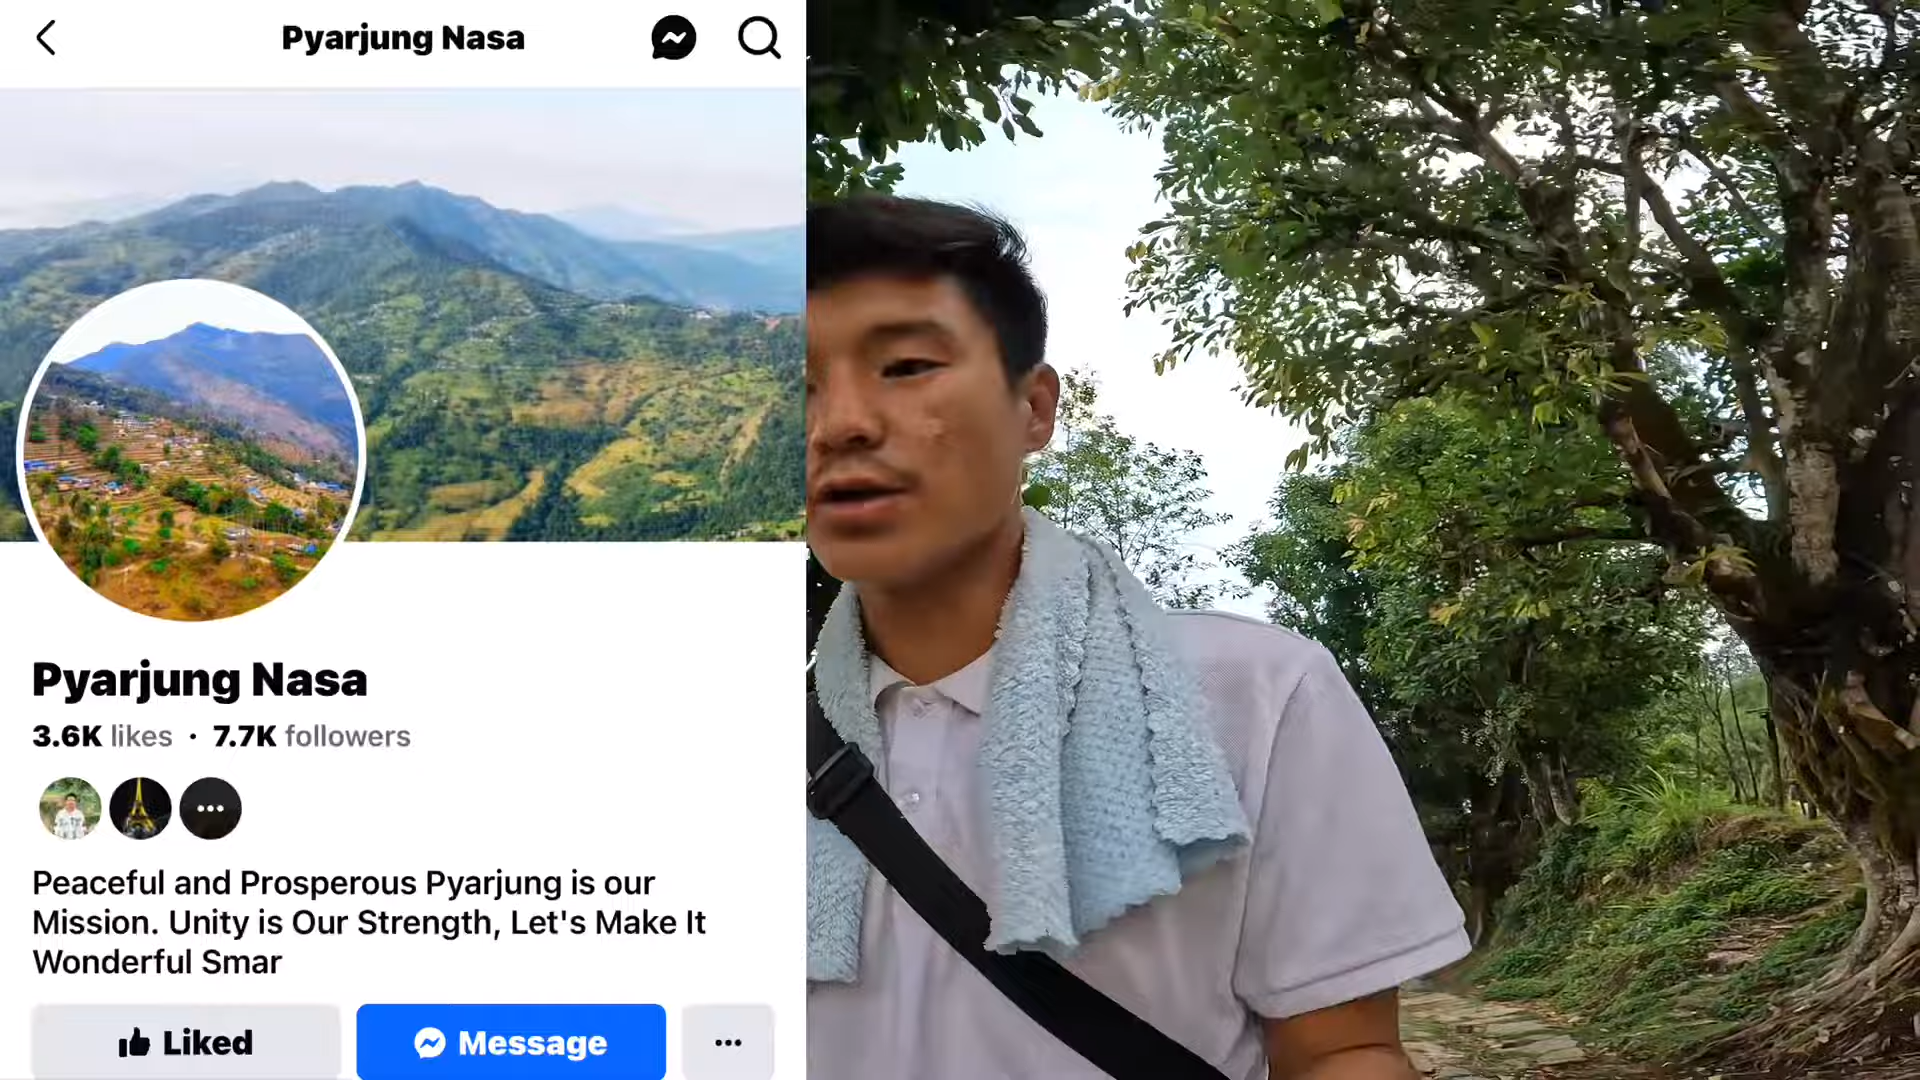 Pyarjung Nasa
Pyarjung Nasa
3.6K likes · 7.7K followers
Peaceful and Prosperous Pyarjung is our
Mission. Unity is Our Strength, Let's Make It
Wonderful Smar
Liked
Message